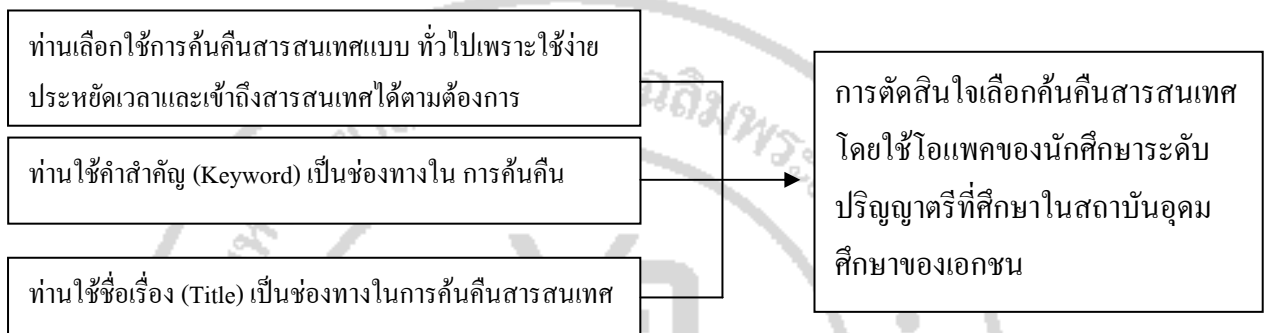 ท่านเลือกใช้การค้นคืนสารสนเทศแบบ ทั่วไปเพราะใช้ง่าย
ประหยัดเวลาและเข้าถึงสารสนเทศได้ตามต้องการ
ท่านใช้คำสำคัญ (Keyword) เป็นช่องทางใน การค้นคืน
ท่านใช้ชื่อเรื่อง (Title) เป็นช่องทางในการค้นคืนสารสนเทศ
การตัดสินใจเลือกค้นคืนสารสนเทศ
โดยใช้โอแพคของนักศึกษาระดับ
ปริญญาตรีที่ศึกษาในสถาบันอุดม
ศึกษาของเอกชน